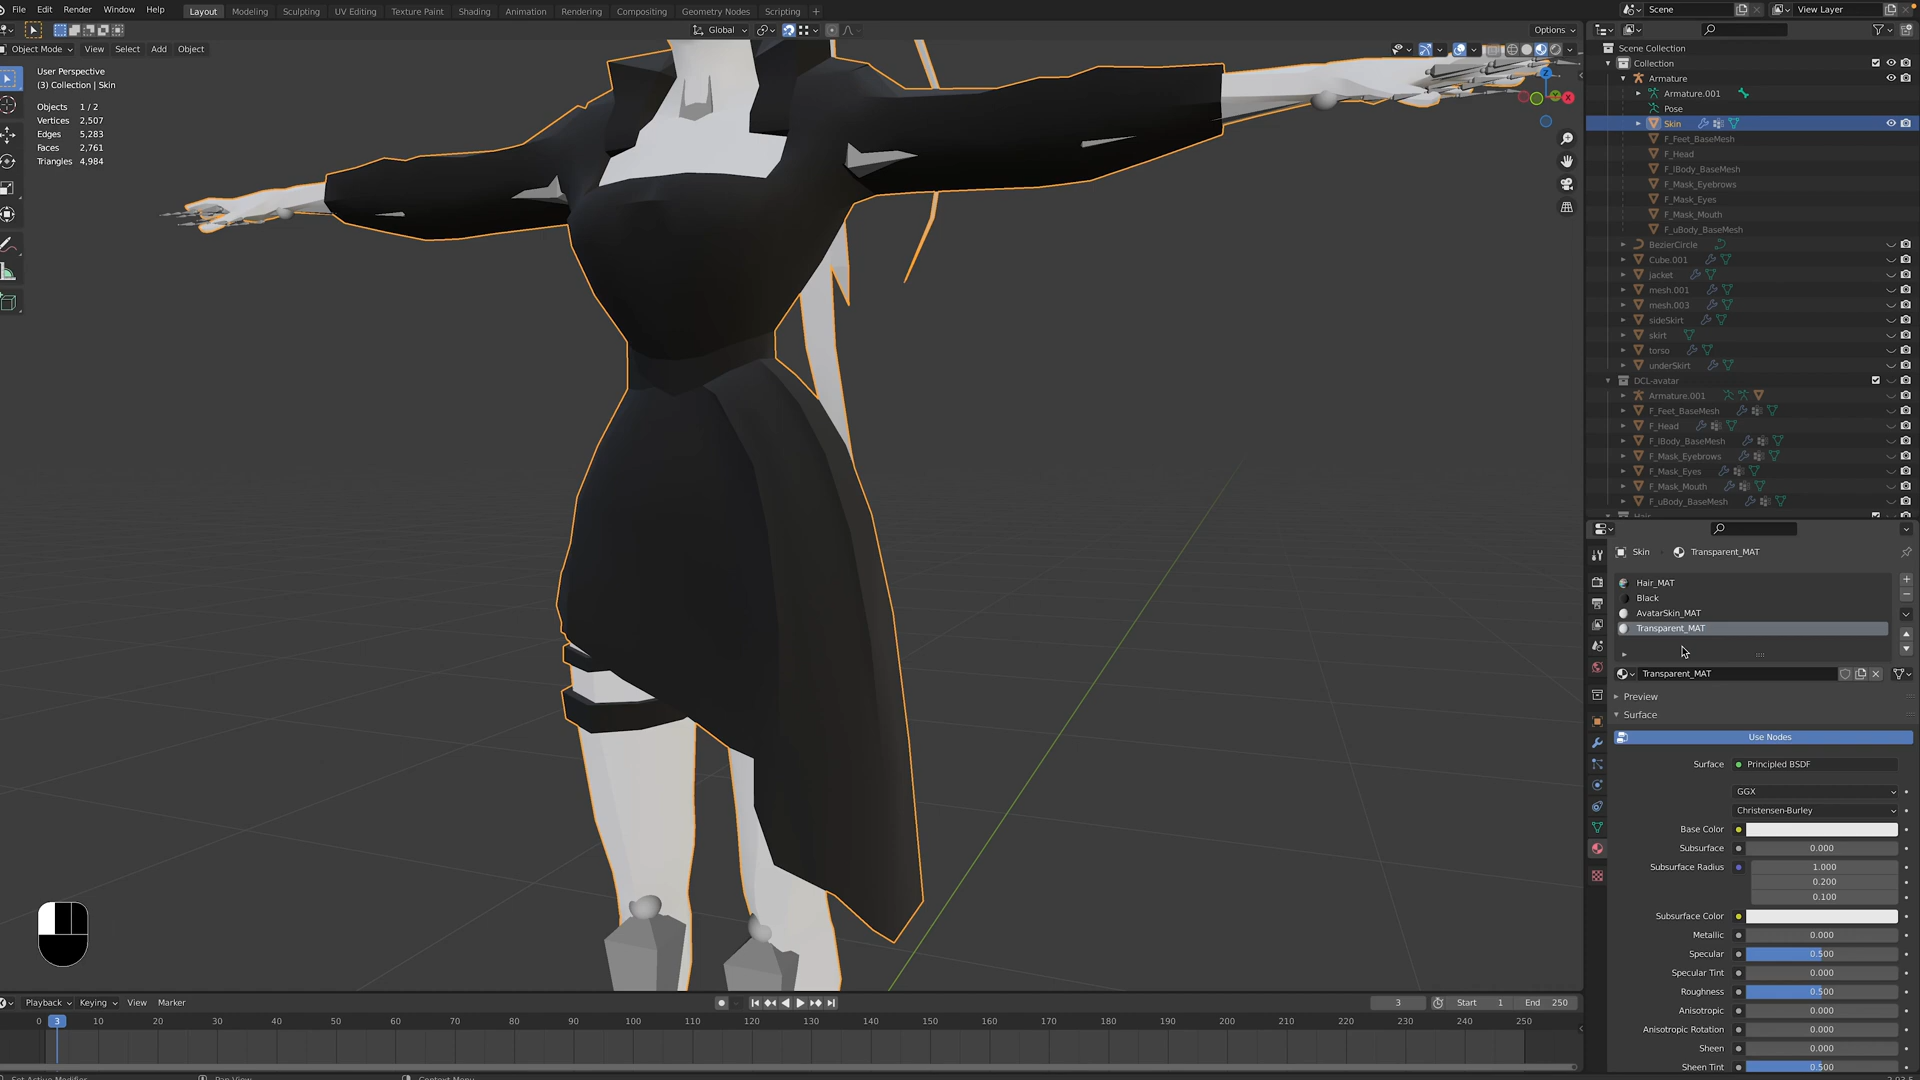 File Edit Render Window Help
Layout Modeling Sculpting UV Editing Texture Paint Shading Animation Rendering Compositing Geometry Nodes Scripting +
Scene
View Layer
Object Mode View Select Add Object
Global
Options
User Perspective
(3) Collection | Skin
Objects 1 / 2
Vertices 2,507
Edges 5,283
Faces 2,761
Triangles 4,984
Scene Collection
Collection
Armature
Armature.001
Pose
Skin
F_Feet_BaseMesh
F_Head
F_lBody_BaseMesh
F_Mask_Eyebrows
F_Mask_Eyes
F_Mask_Mouth
F_uBody_BaseMesh
BezierCircle
Cube.001
jacket
mesh.001
mesh.003
sideSkirt
skirt
torso
underSkirt
DCL-avatar
Armature.001
F_Feet_BaseMesh
F_Head
F_lBody_BaseMesh
F_Mask_Eyebrows
F_Mask_Eyes
F_Mask_Mouth
F_uBody_BaseMesh
Skin Transparent_MAT
Hair_MAT
Black
AvatarSkin_MAT
Transparent_MAT
Transparent_MAT
Preview
Surface
Use Nodes
Surface Principled BSDF
GGX
Christensen-Burley
Base Color
Subsurface 0.000
Subsurface Radius 1.000
0.200
0.100
Subsurface Color
Metallic 0.000
Specular 0.500
Specular Tint 0.000
Roughness 0.500
Anisotropic 0.000
Anisotropic Rotation 0.000
Sheen 0.000
Sheen Tint 0.500
Playback Keying View Marker
3 Start 1 End 250
0 3 10 20 30 40 50 60 70 80 90 100 110 120 130 140 150 160 170 180 190 200 210 220 230 240 250